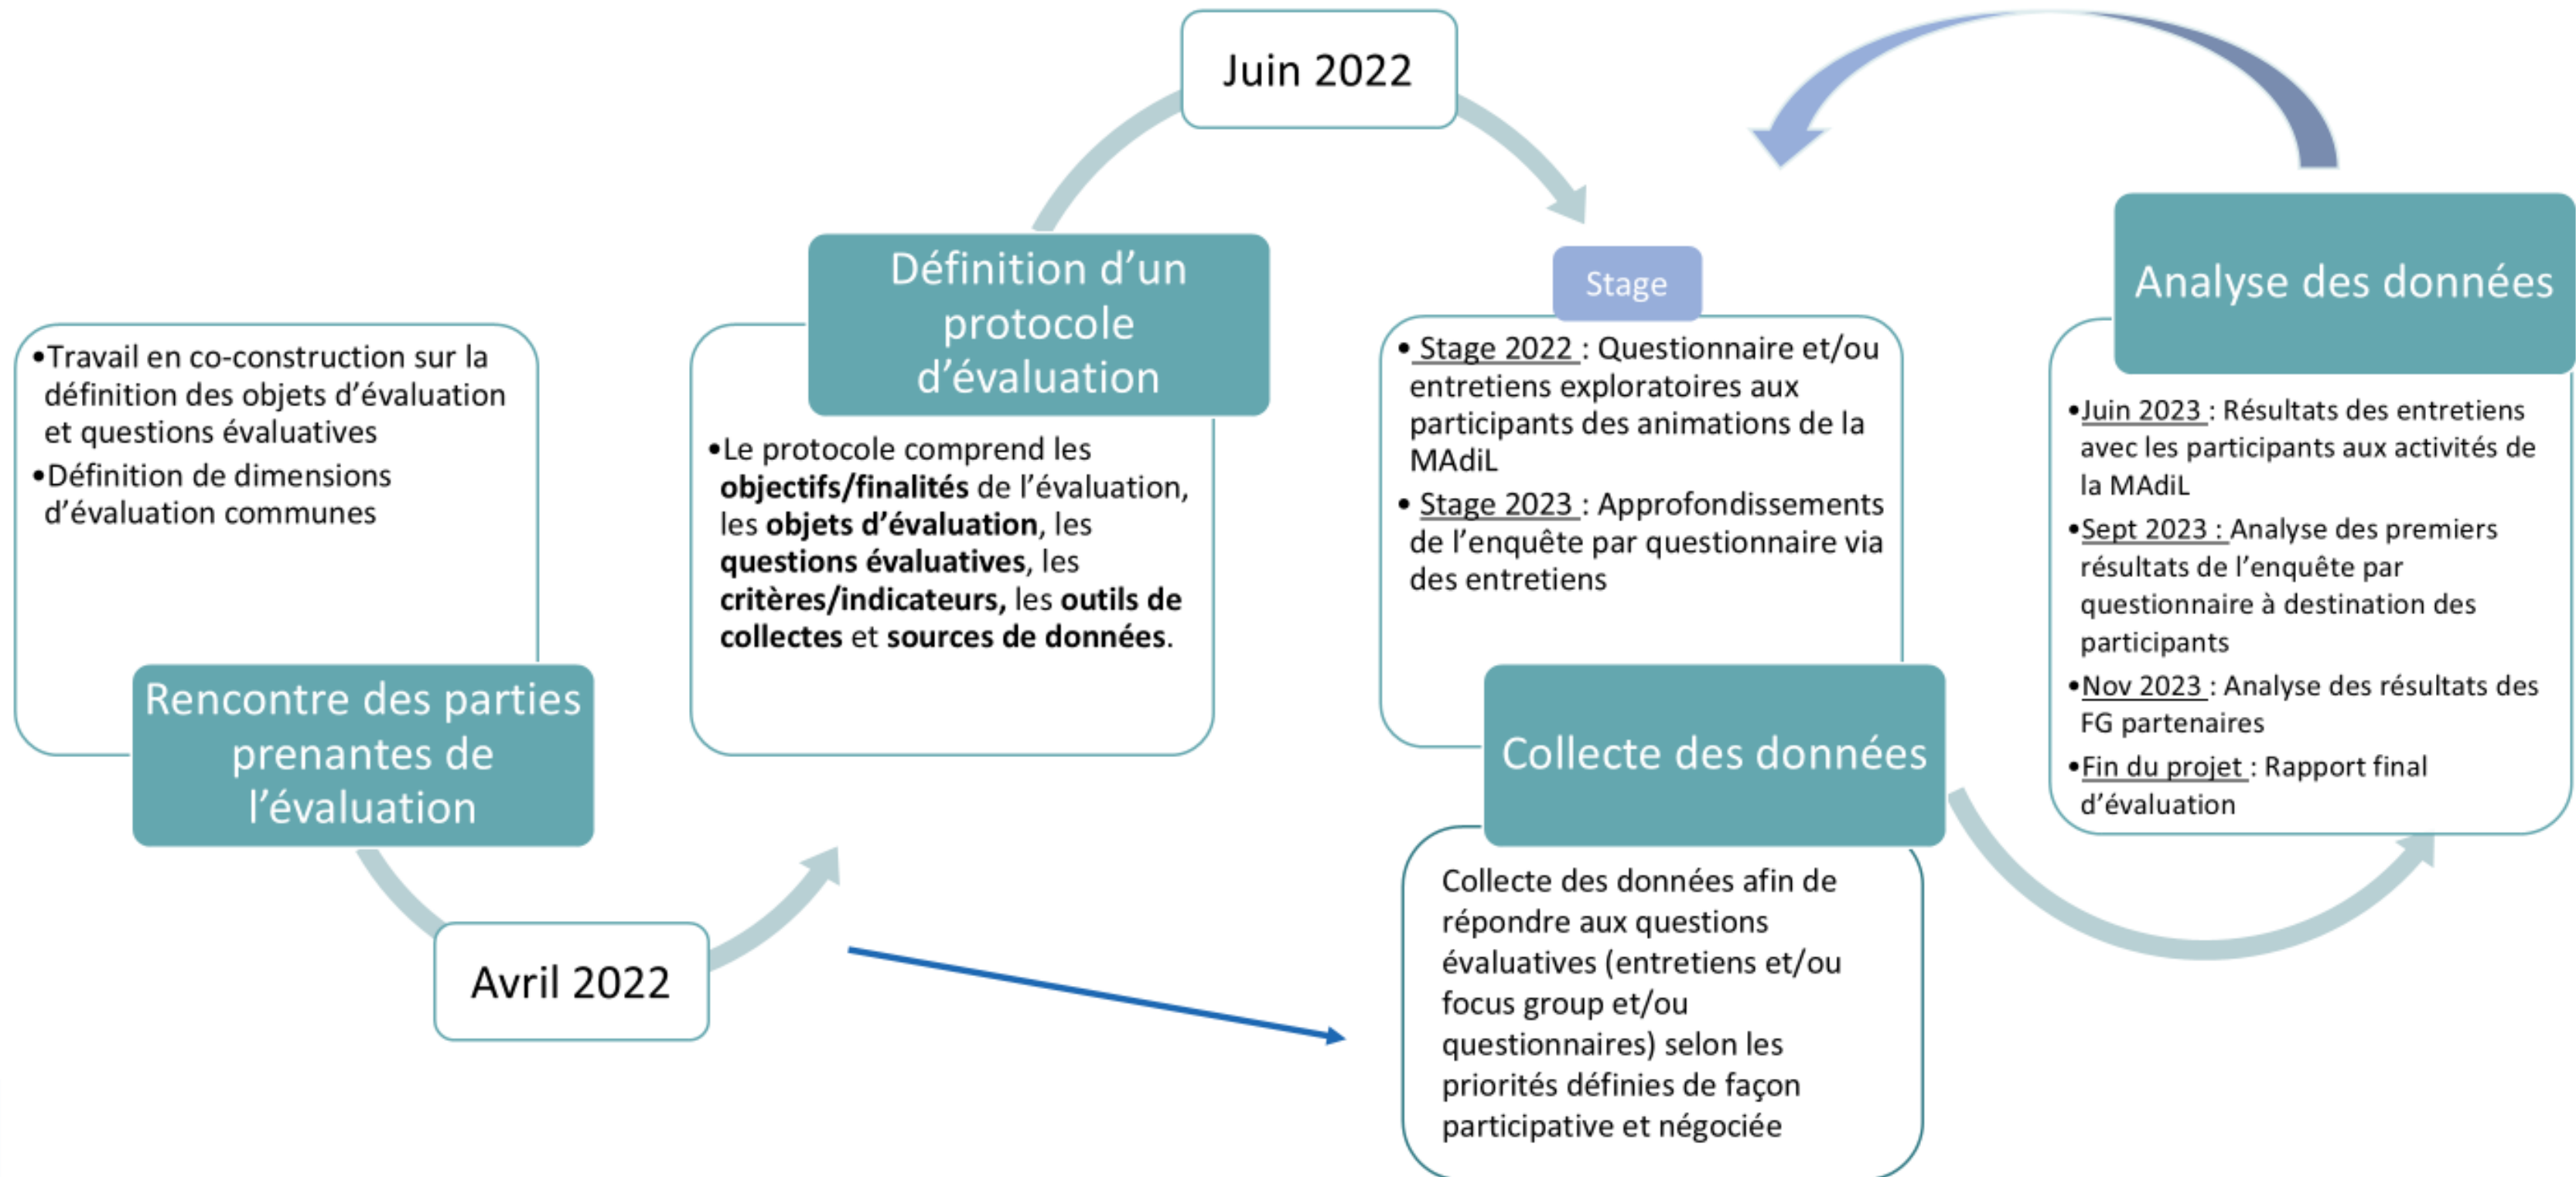 •Travail en co-construction sur la
définition des objets d’évaluation
et questions évaluatives
•Définition de dimensions
d’évaluation communes
Rencontre des parties
prenantes de
l’évaluation
Avril 2022
Définition d’un
protocole
d’évaluation
•Le protocole comprend les
objectifs/finalités de l’évaluation,
les objets d’évaluation, les
questions évaluatives, les
critères/indicateurs, les outils de
collectes et sources de données.
Juin 2022
Stage
• Stage 2022 : Questionnaire et/ou
entretiens exploratoires aux
participants des animations de la
MAdiL
• Stage 2023 : Approfondissements
de l’enquête par questionnaire via
des entretiens
Collecte des données
Collecte des données afin de
répondre aux questions
évaluatives (entretiens et/ou
focus group et/ou
questionnaires) selon les
priorités définies de façon
participative et négociée
Analyse des données
•Juin 2023 : Résultats des entretiens
avec les participants aux activités de
la MAdiL
•Sept 2023 : Analyse des premiers
résultats de l’enquête par
questionnaire à destination des
participants
•Nov 2023 : Analyse des résultats des
FG partenaires
•Fin du projet : Rapport final
d’évaluation